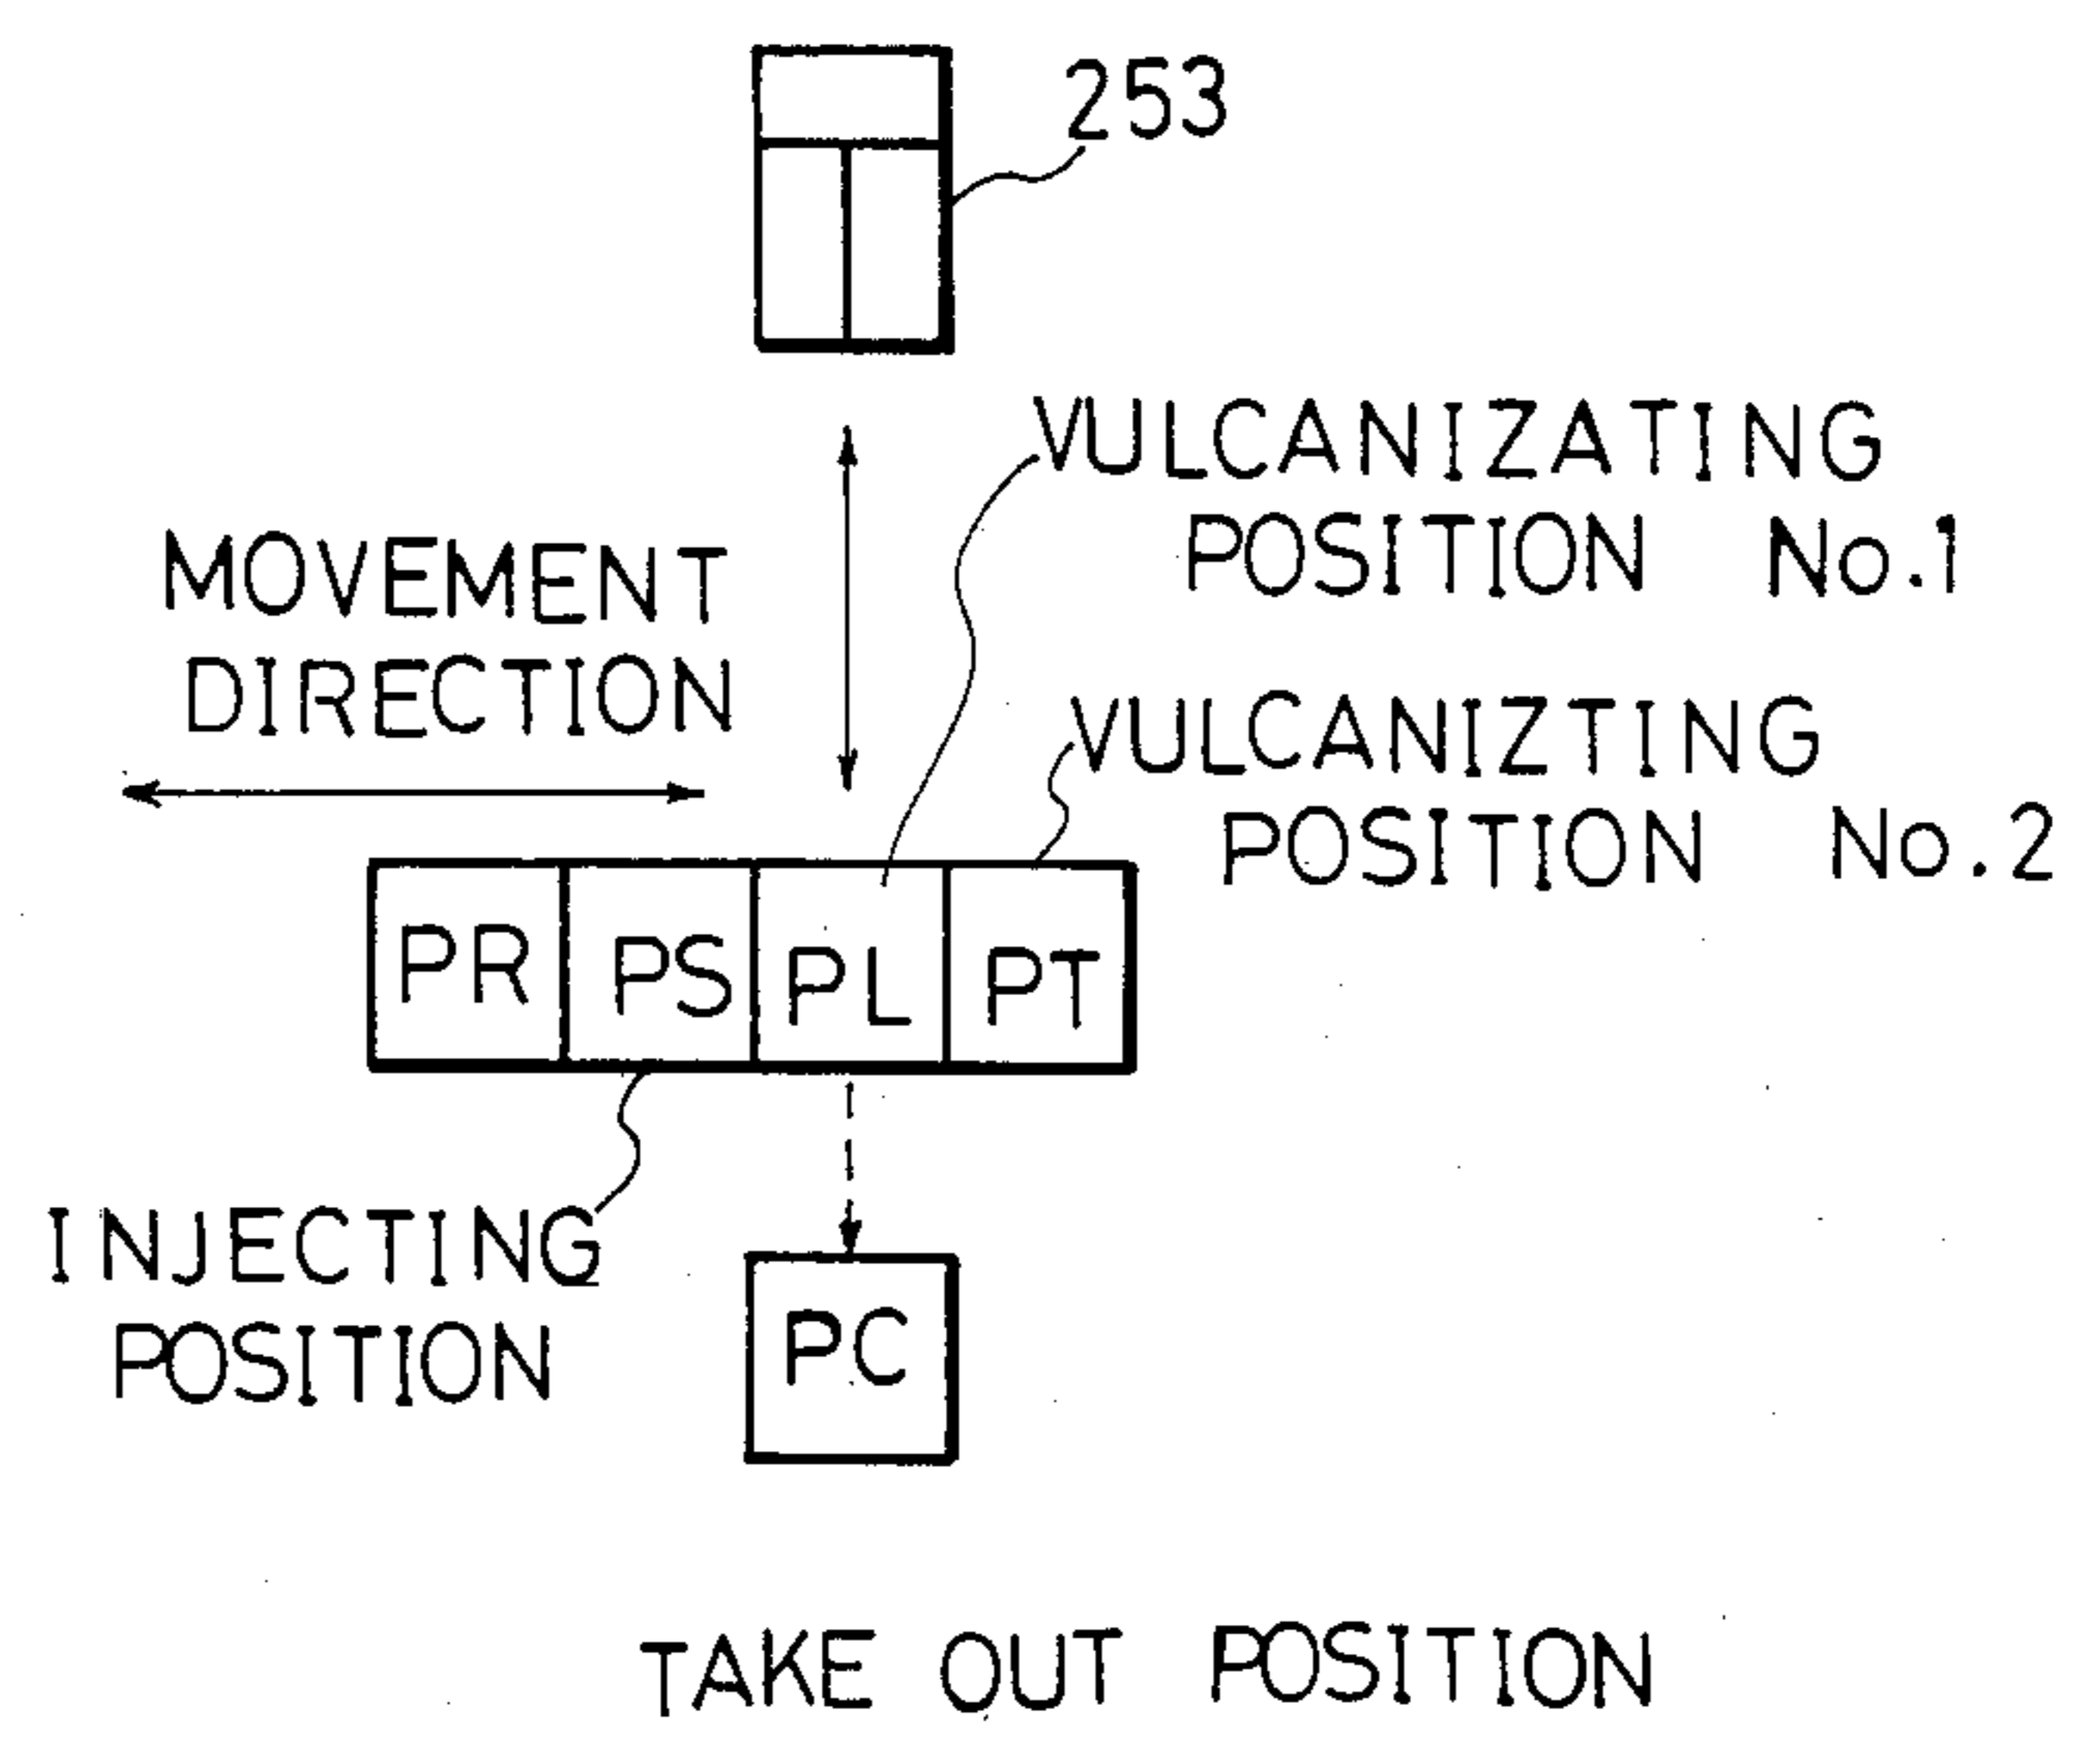 253
VULCANIZATING
POSITION No.1
MOVEMENT
DIRECTION
VULCANIZTING
POSITION No.2
PR PS PL PT
INJECTING
POSITION
PC
TAKE OUT POSITION